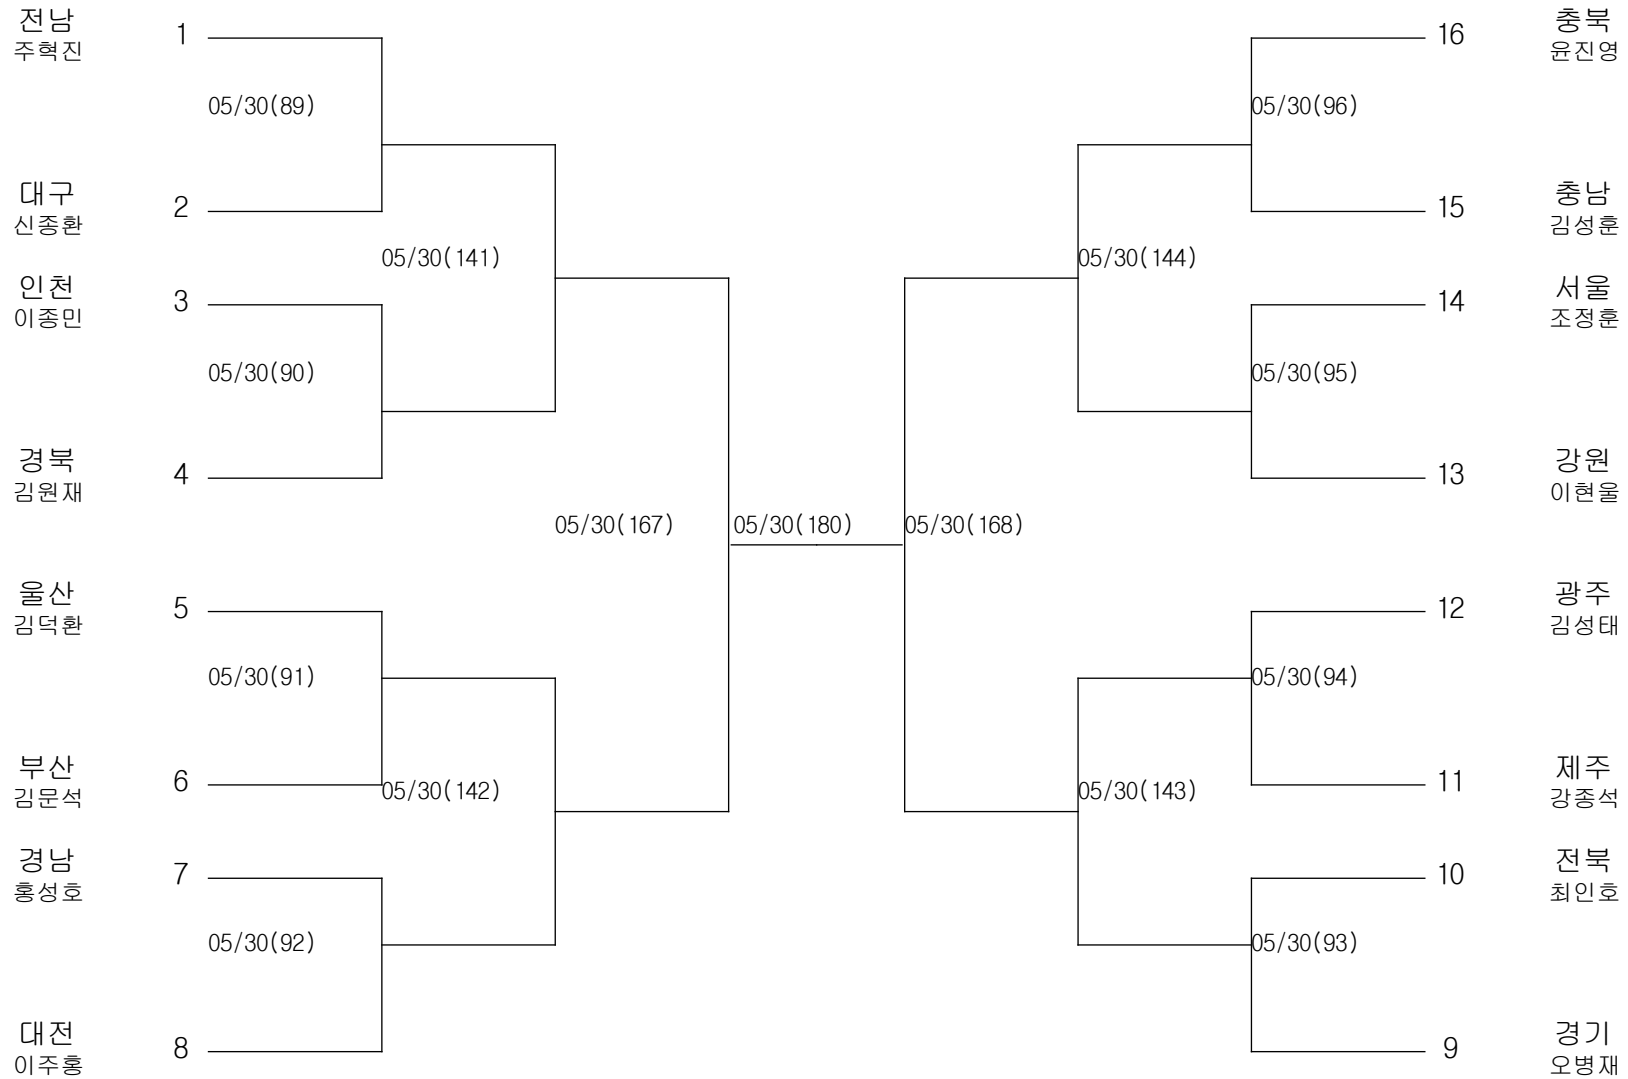 전남
주혁진
1
16
충북
윤진영
05/30(89)
05/30(96)
대구
신종환
2
15
충남
김성훈
05/30(141)
05/30(144)
인천
이종민
3
14
서울
조정훈
05/30(90)
05/30(95)
경북
김원재
4
13
강원
이현울
05/30(167)
05/30(180)
05/30(168)
울산
김덕환
5
12
광주
김성태
05/30(91)
05/30(94)
부산
김문석
6
11
제주
강종석
05/30(142)
05/30(143)
경남
홍성호
7
10
전북
최인호
05/30(92)
05/30(93)
대전
이주홍
8
9
경기
오병재